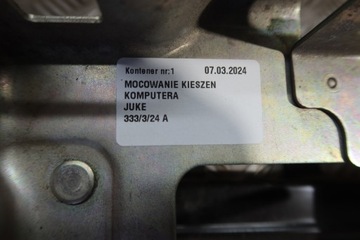 Kontener nr:1 07.03.2024
MOCOWANIE KIESZEN
KOMPUTERA
JUKE
333/3/24 A